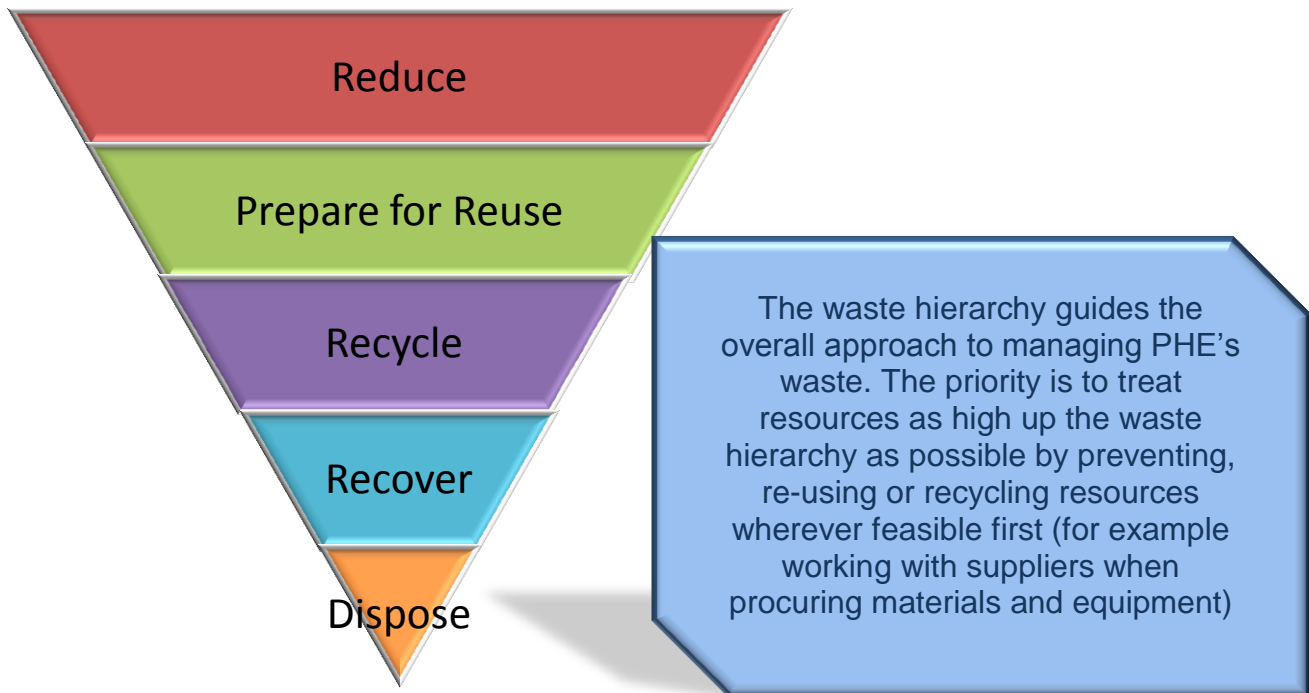 Reduce
Prepare for Reuse
Recycle
Recover
Dispose
The waste hierarchy guides the
overall approach to managing PHE's
waste. The priority is to treat
resources as high up the waste
hierarchy as possible by preventing,
re-using or recycling resources
wherever feasible first (for example
working with suppliers when
procuring materials and equipment)